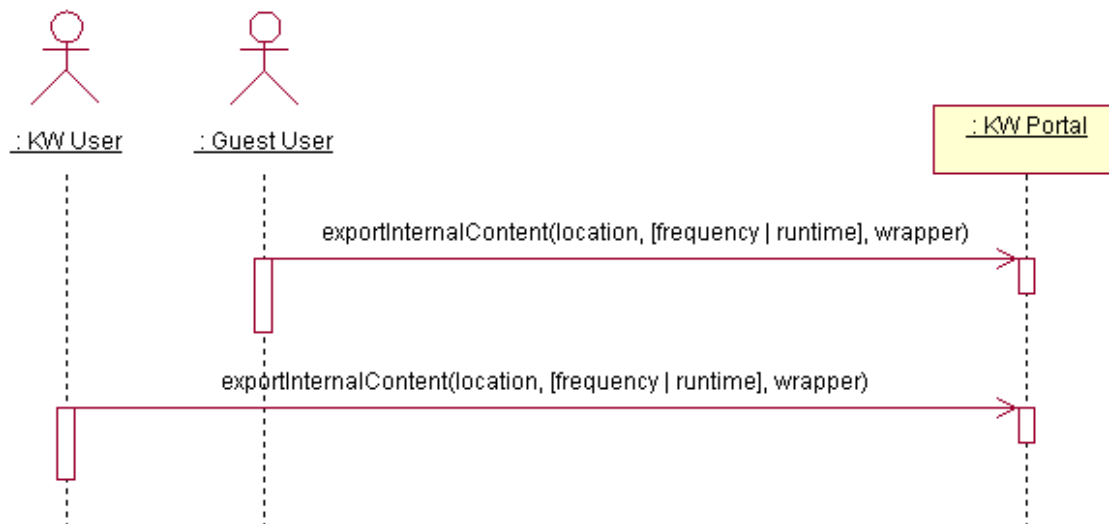 : KW User
: Guest User
: KW Portal
exportInternalContent(location, [frequency | runtime], wrapper)
exportInternalContent(location, [frequency | runtime], wrapper)